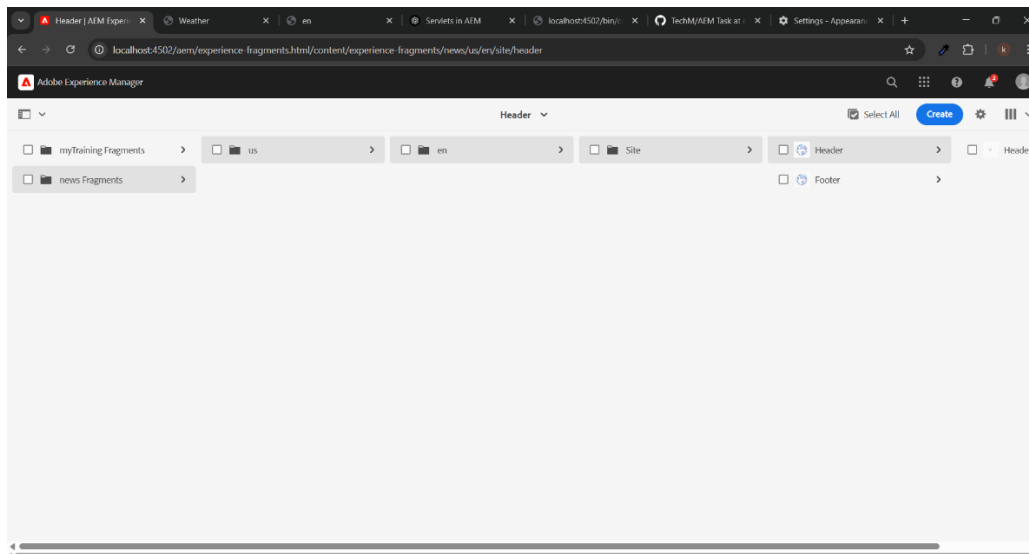 Header | AEM Experi
Weather
en
Servlets in AEM
localhost:4502/bin/c
TechM/AEM Task at
Settings - Appearanc
localhost:4502/aem/experience-fragments.html/content/experience-fragments/news/us/en/site/header
k
Adobe Experience Manager
2
Header
Select All
Create
myTraining Fragments
us
en
Site
Header
Heade
news Fragments
Footer